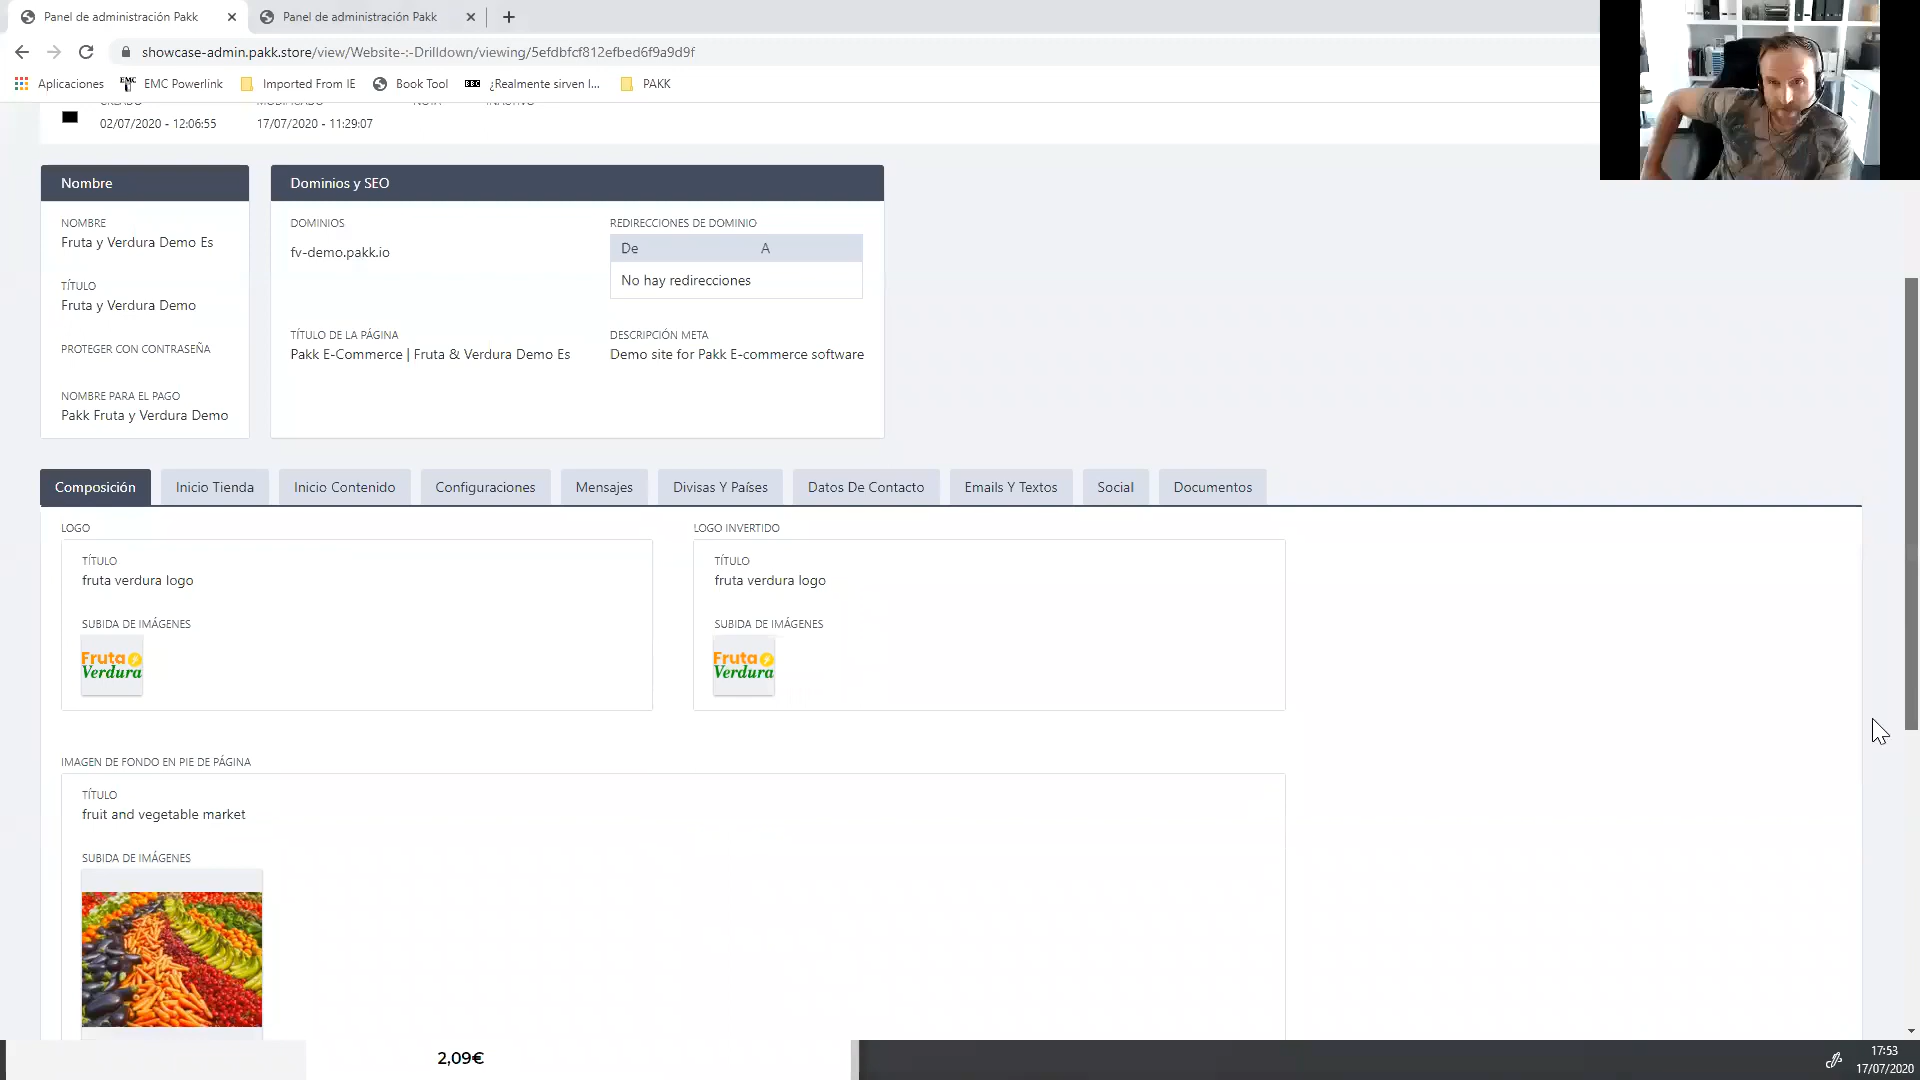 Panel de administración Pakk
Panel de administración Pakk
showcase-admin.pakk.store/view/Website-:-Drilldown/viewing/5efdbfcf812efbed6f9a9d9f
Aplicaciones
EMC
EMC Powerlink
Imported From IE
Book Tool
BBC
¿Realmente sirven l...
PAKK
CREADO
MODIFICADO
NOTA
INACTIVO
02/07/2020 - 12:06:55
17/07/2020 - 11:29:07
Nombre
NOMBRE
Fruta y Verdura Demo Es
TÍTULO
Fruta y Verdura Demo
PROTEGER CON CONTRASEÑA
NOMBRE PARA EL PAGO
Pakk Fruta y Verdura Demo
Dominios y SEO
DOMINIOS
fv-demo.pakk.io
REDIRECCIONES DE DOMINIO
De A
No hay redirecciones
TÍTULO DE LA PÁGINA
Pakk E-Commerce | Fruta & Verdura Demo Es
DESCRIPCIÓN META
Demo site for Pakk E-commerce software
Composición
Inicio Tienda
Inicio Contenido
Configuraciones
Mensajes
Divisas Y Países
Datos De Contacto
Emails Y Textos
Social
Documentos
LOGO
TÍTULO
fruta verdura logo
SUBIDA DE IMÁGENES
Fruta
Verdura
LOGO INVERTIDO
TÍTULO
fruta verdura logo
SUBIDA DE IMÁGENES
Fruta
Verdura
IMAGEN DE FONDO EN PIE DE PÁGINA
TÍTULO
fruit and vegetable market
SUBIDA DE IMÁGENES
2,09€
17:53
17/07/2020